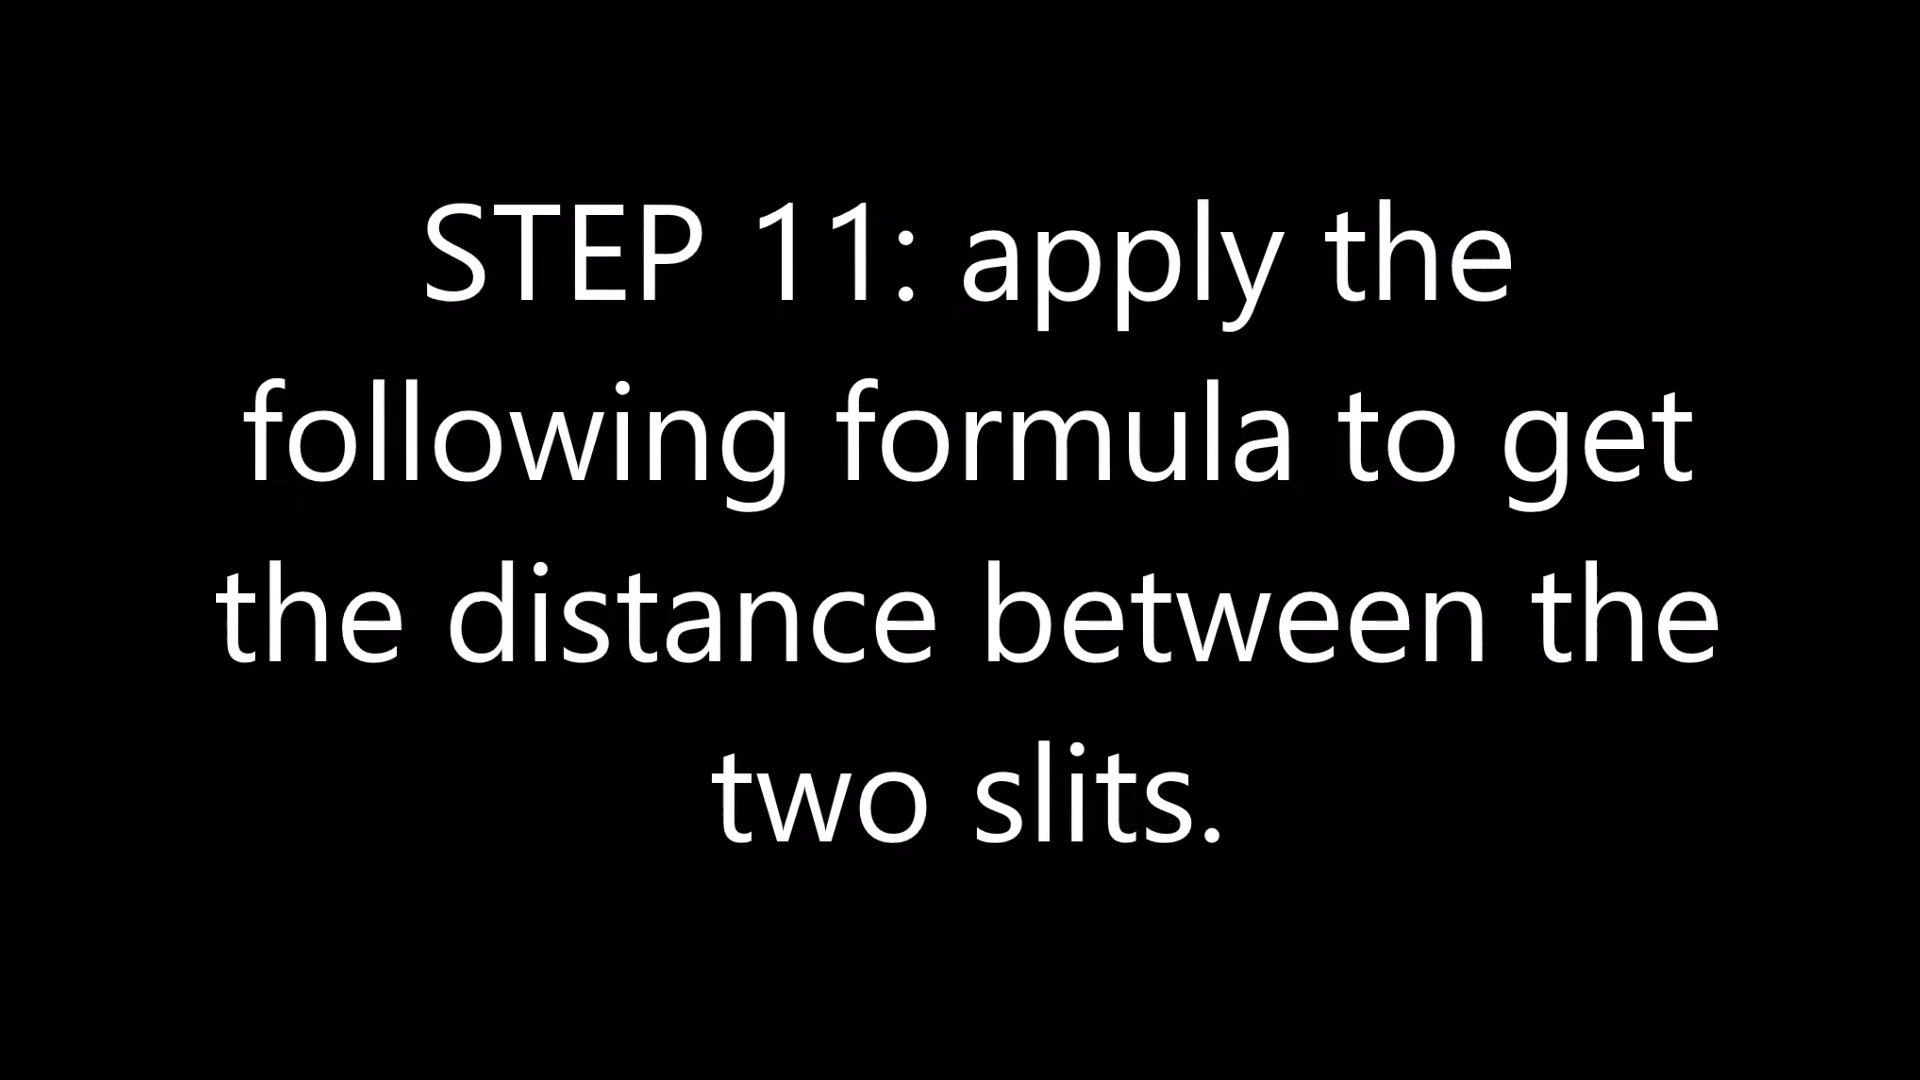 STEP 11: apply the
following formula to get
the distance between the
two slits.